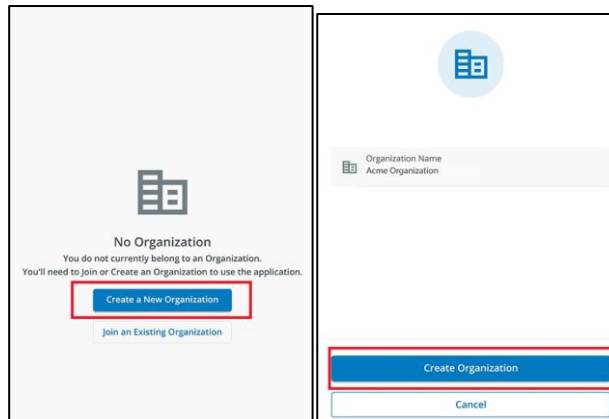 No Organization
You do not currently belong to an Organization.
You'll need to Join or Create an Organization to use the application.
Create a New Organization
Join an Existing Organization
Organization Name
Acme Organization
Create Organization
Cancel